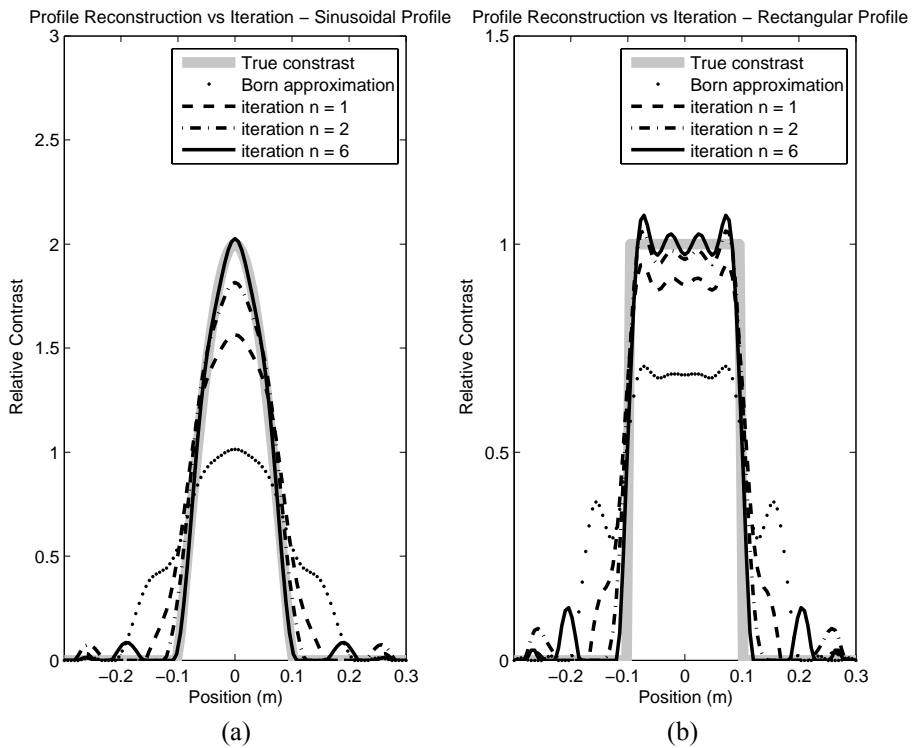 Profile Reconstruction vs Iteration – Sinusoidal Profile
3
2.5
2
1.5
1
0.5
0
Relative Contrast
True constrast
Born approximation
iteration n = 1
iteration n = 2
iteration n = 6
−0.2 −0.1 0 0.1 0.2 0.3
Position (m)
(a)
Profile Reconstruction vs Iteration – Rectangular Profile
1.5
1
0.5
0
Relative Contrast
True constrast
Born approximation
iteration n = 1
iteration n = 2
iteration n = 6
−0.2 −0.1 0 0.1 0.2 0.3
Position (m)
(b)